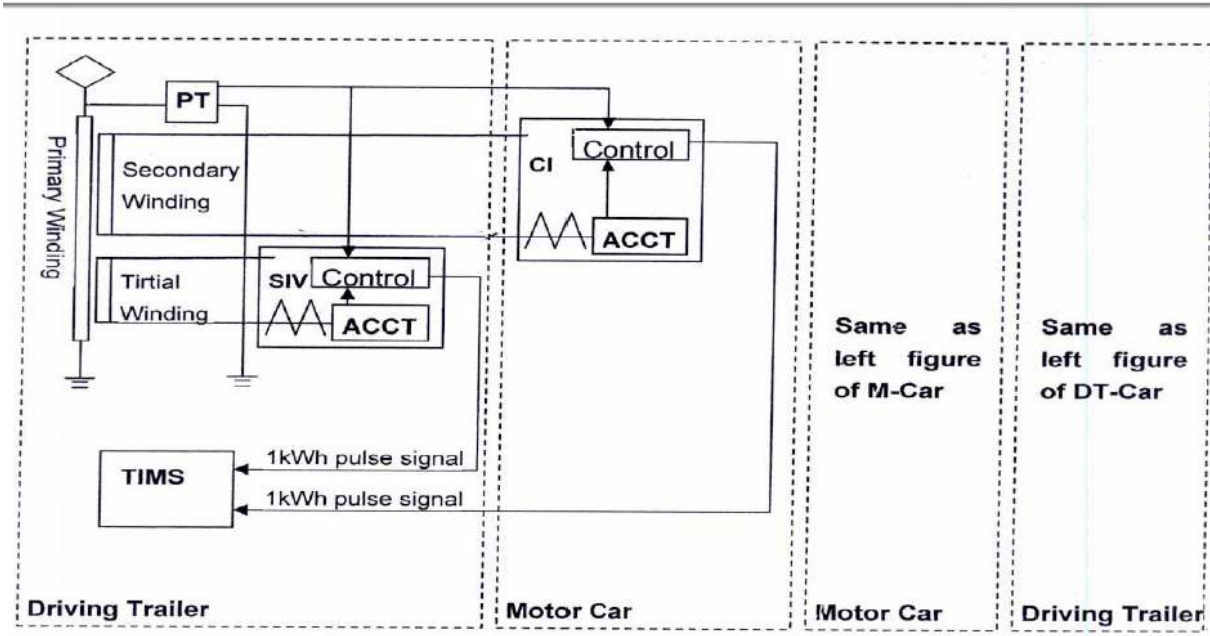 PT
Primary Winding
Secondary
Winding
Control
CI
ACCT
Tirtial
Winding
SIV
Control
ACCT
TIMS
1kWh pulse signal
1kWh pulse signal
Same as
left figure
of M-Car
Same as
left figure
of DT-Car
Driving Trailer
Motor Car
Motor Car
Driving Trailer